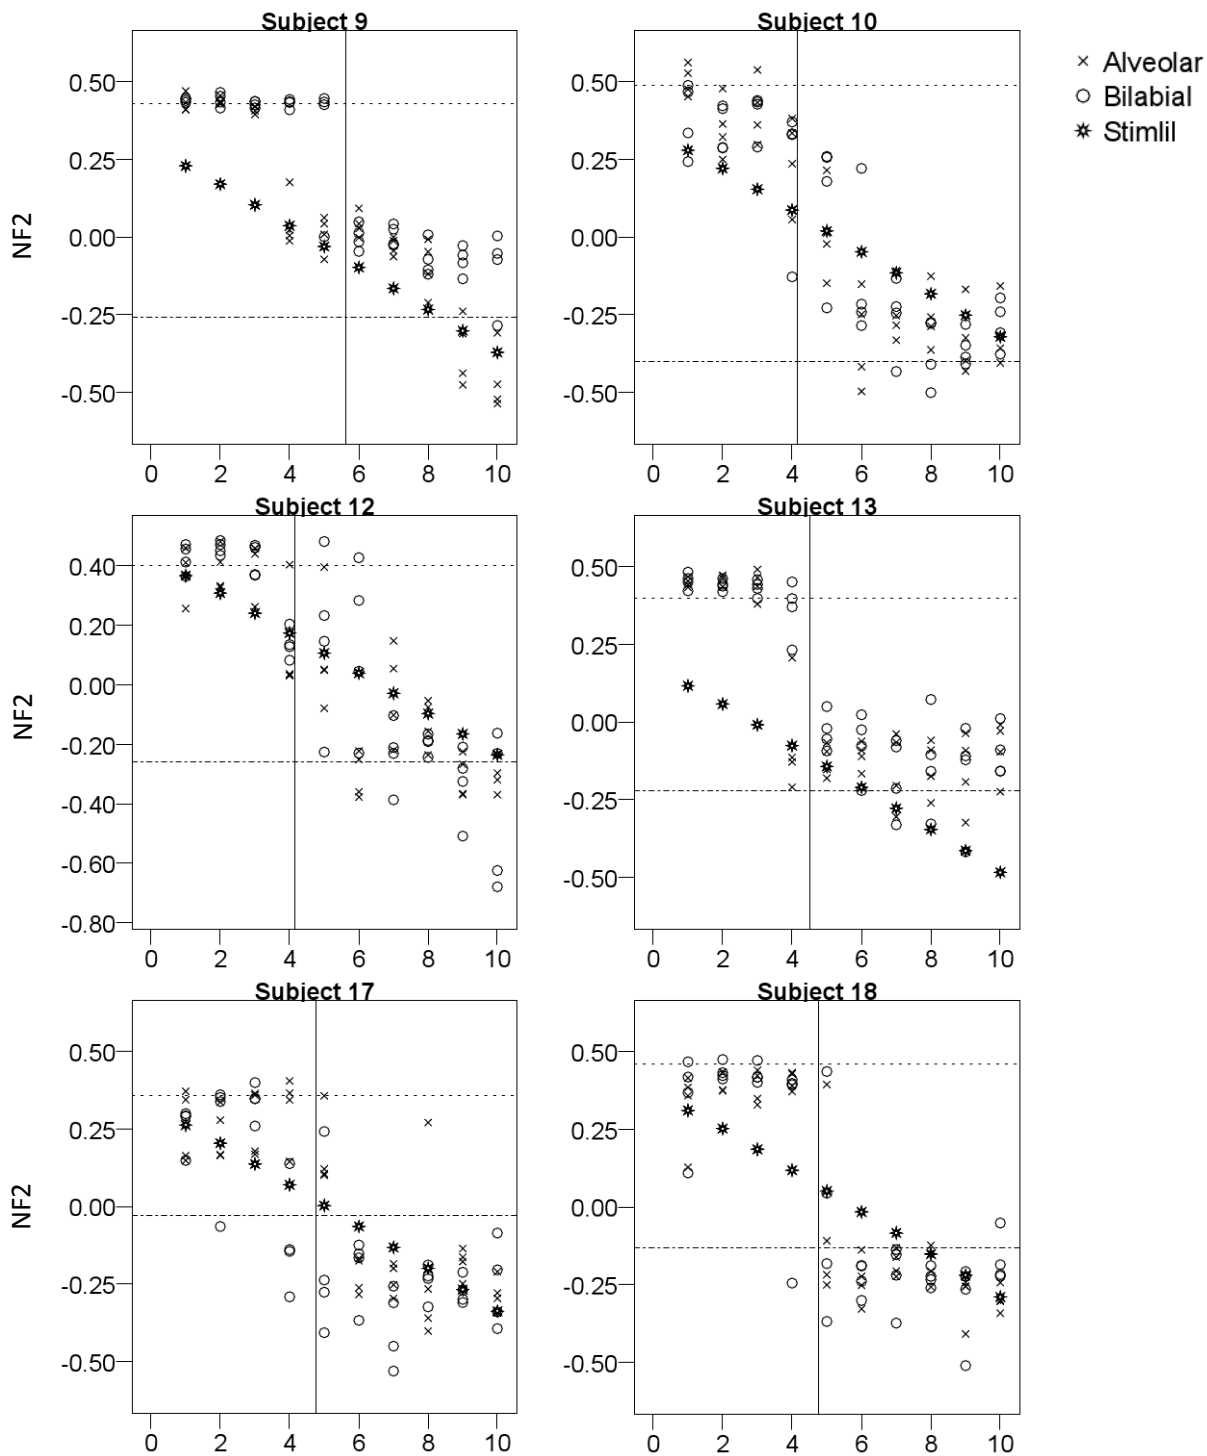 Subject 9
Subject 10
× Alveolar
○ Bilabial
Stimlil
NF2
0.50
0.25
0.00
-0.25
-0.50
0 2 4 6 8 10
0.50
0.25
0.00
-0.25
-0.50
0 2 4 6 8 10
Subject 12
Subject 13
NF2
0.40
0.20
0.00
-0.20
-0.40
-0.60
-0.80
0 2 4 6 8 10
0.50
0.25
0.00
-0.25
-0.50
0 2 4 6 8 10
Subject 17
Subject 18
NF2
0.50
0.25
0.00
-0.25
-0.50
0 2 4 6 8 10
0.50
0.25
0.00
-0.25
-0.50
0 2 4 6 8 10